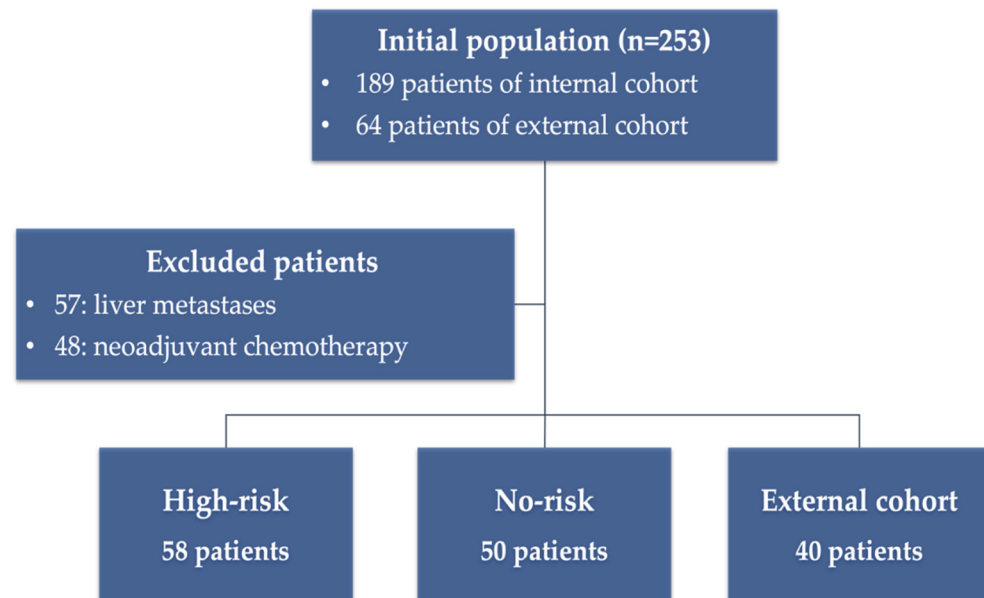 Initial population (n=253)
• 189 patients of internal cohort
• 64 patients of external cohort
Excluded patients
• 57: liver metastases
• 48: neoadjuvant chemotherapy
High-risk
58 patients
No-risk
50 patients
External cohort
40 patients